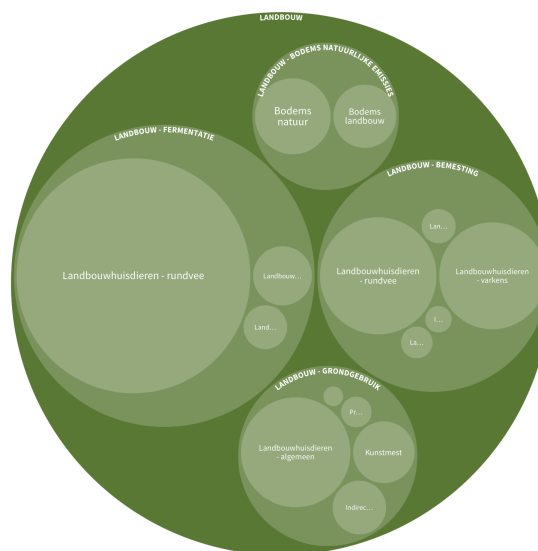 LANDBOUW
LANDBOUW - BODEMS NATUURLIJKE EMISSIES
Bodems
natuur
Bodems
landbouw
LANDBOUW - FERMENTATIE
Landbouwhuisdieren - rundvee
Landbouw…
Land…
LANDBOUW - BEMESTING
Lan…
Landbouwhuisdieren
- rundvee
Landbouwhuisdieren
- varkens
I…
La…
LANDBOUW - GRONDGEBRUIK
Pr…
Landbouwhuisdieren
- algemeen
Kunstmest
Indirec…